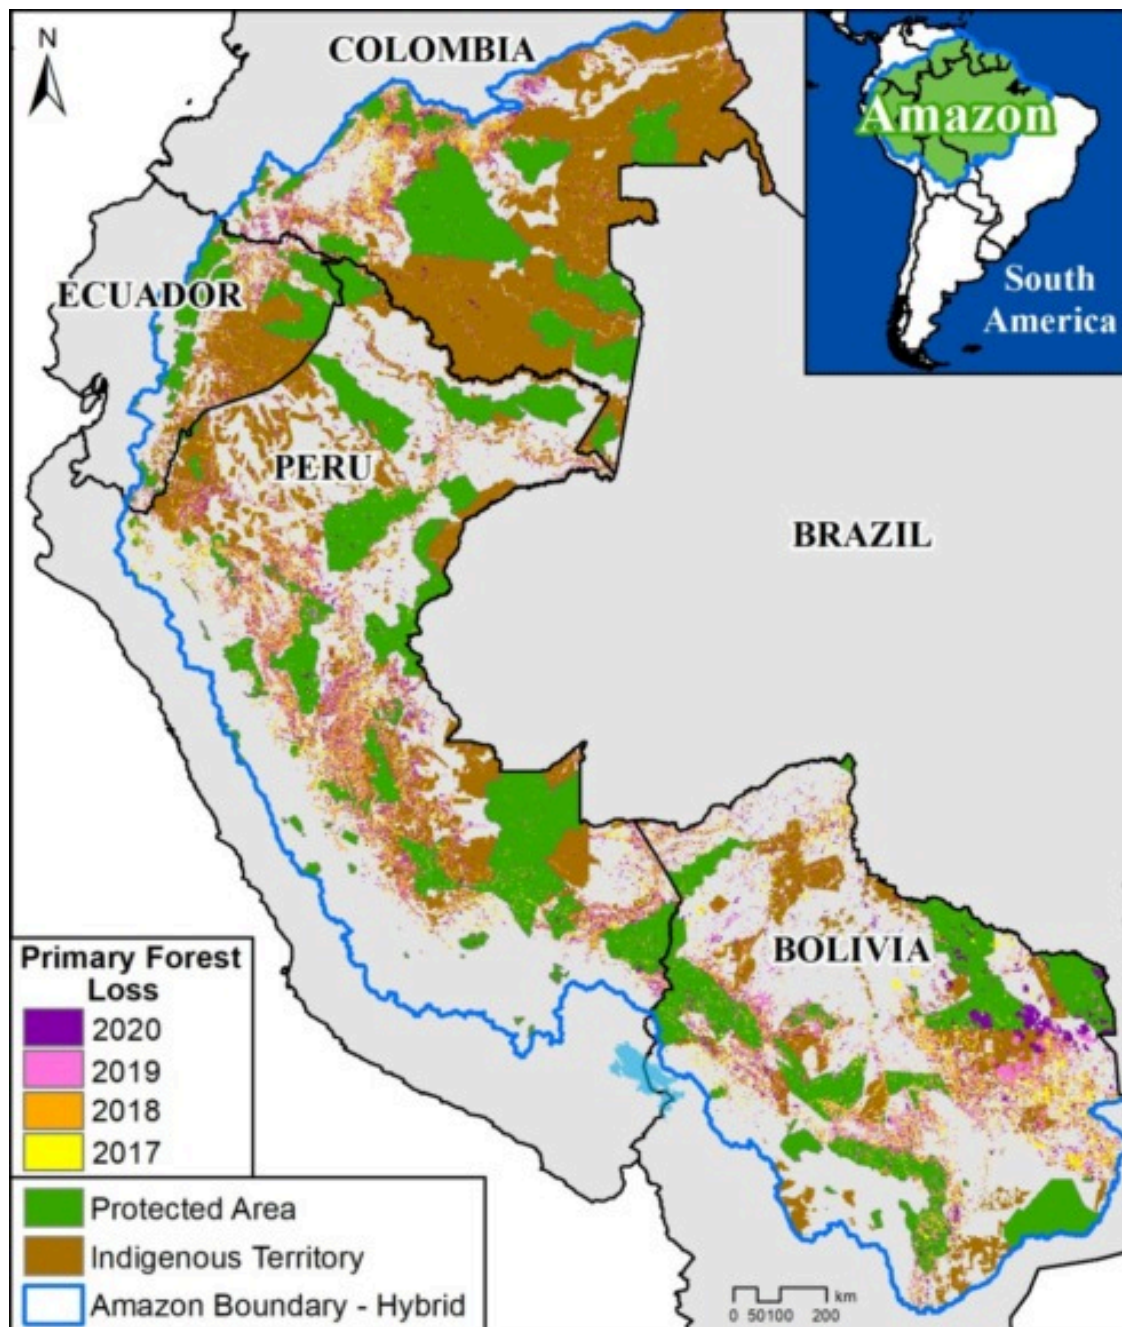 N
COLOMBIA
Amazon
South
America
ECUADOR
PERU
BRAZIL
BOLIVIA
Primary Forest
Loss
2020
2019
2018
2017
Protected Area
Indigenous Territory
Amazon Boundary - Hybrid
km
0 50100 200